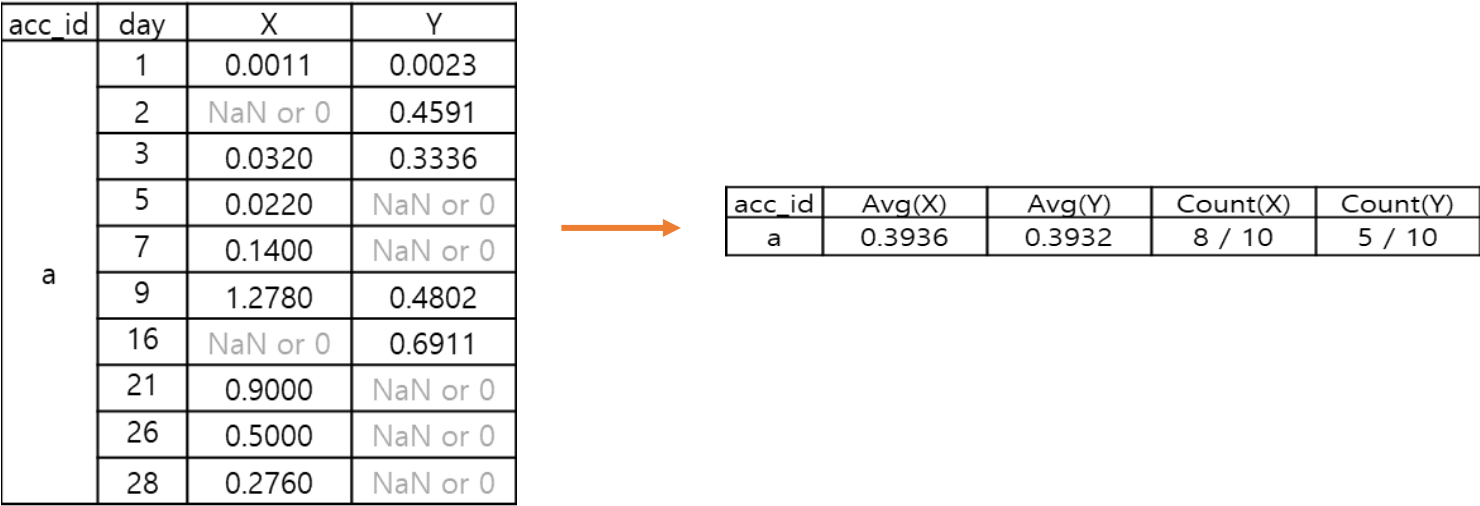 acc_id day X Y
1 0.0011 0.0023
2 NaN or 0 0.4591
3 0.0320 0.3336
5 0.0220 NaN or 0
7 0.1400 NaN or 0
a
9 1.2780 0.4802
16 NaN or 0 0.6911
21 0.9000 NaN or 0
26 0.5000 NaN or 0
28 0.2760 NaN or 0
acc_id Avg(X) Avg(Y) Count(X) Count(Y)
a 0.3936 0.3932 8 / 10 5 / 10